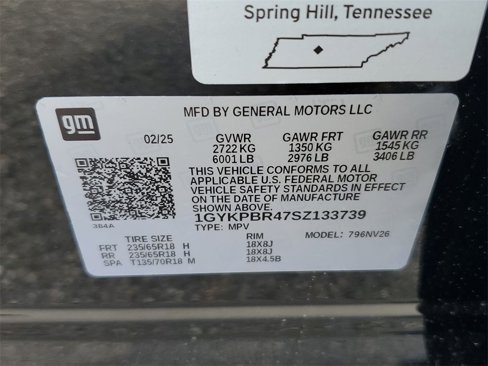 Spring Hill, Tennessee
gm
MFD BY GENERAL MOTORS LLC
02/25 GVWR GAWR FRT GAWR RR
2722 KG 1350 KG 1545 KG
6001 LB 2976 LB 3406 LB
THIS VEHICLE CONFORMS TO ALL
APPLICABLE U.S. FEDERAL MOTOR
VEHICLE SAFETY STANDARDS IN EFFECT
ON THE DATE OF MANUFACTURE
SHOWN ABOVE.
1GYKPBR47SZ133739
3B4A
TYPE: MPV
TIRE SIZE RIM MODEL: 796NV26
FRT 235/65R18 H 18X8J
RR 235/65R18 H 18X8J
SPA T135/70R18 M 18X4.5B